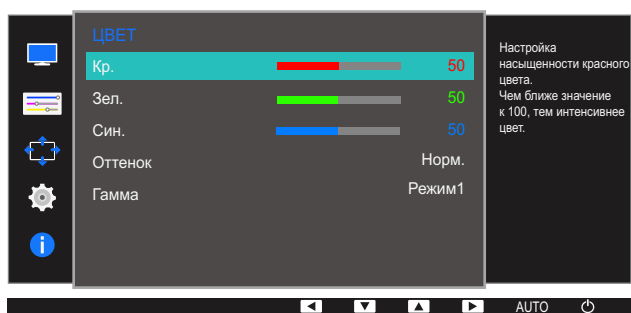 ЦВЕТ
Кр. 50
Зел. 50
Син. 50
Оттенок Норм.
Гамма Режим1
Настройка
насыщенности красного
цвета.
Чем ближе значение
к 100, тем интенсивнее
цвет.
AUTO